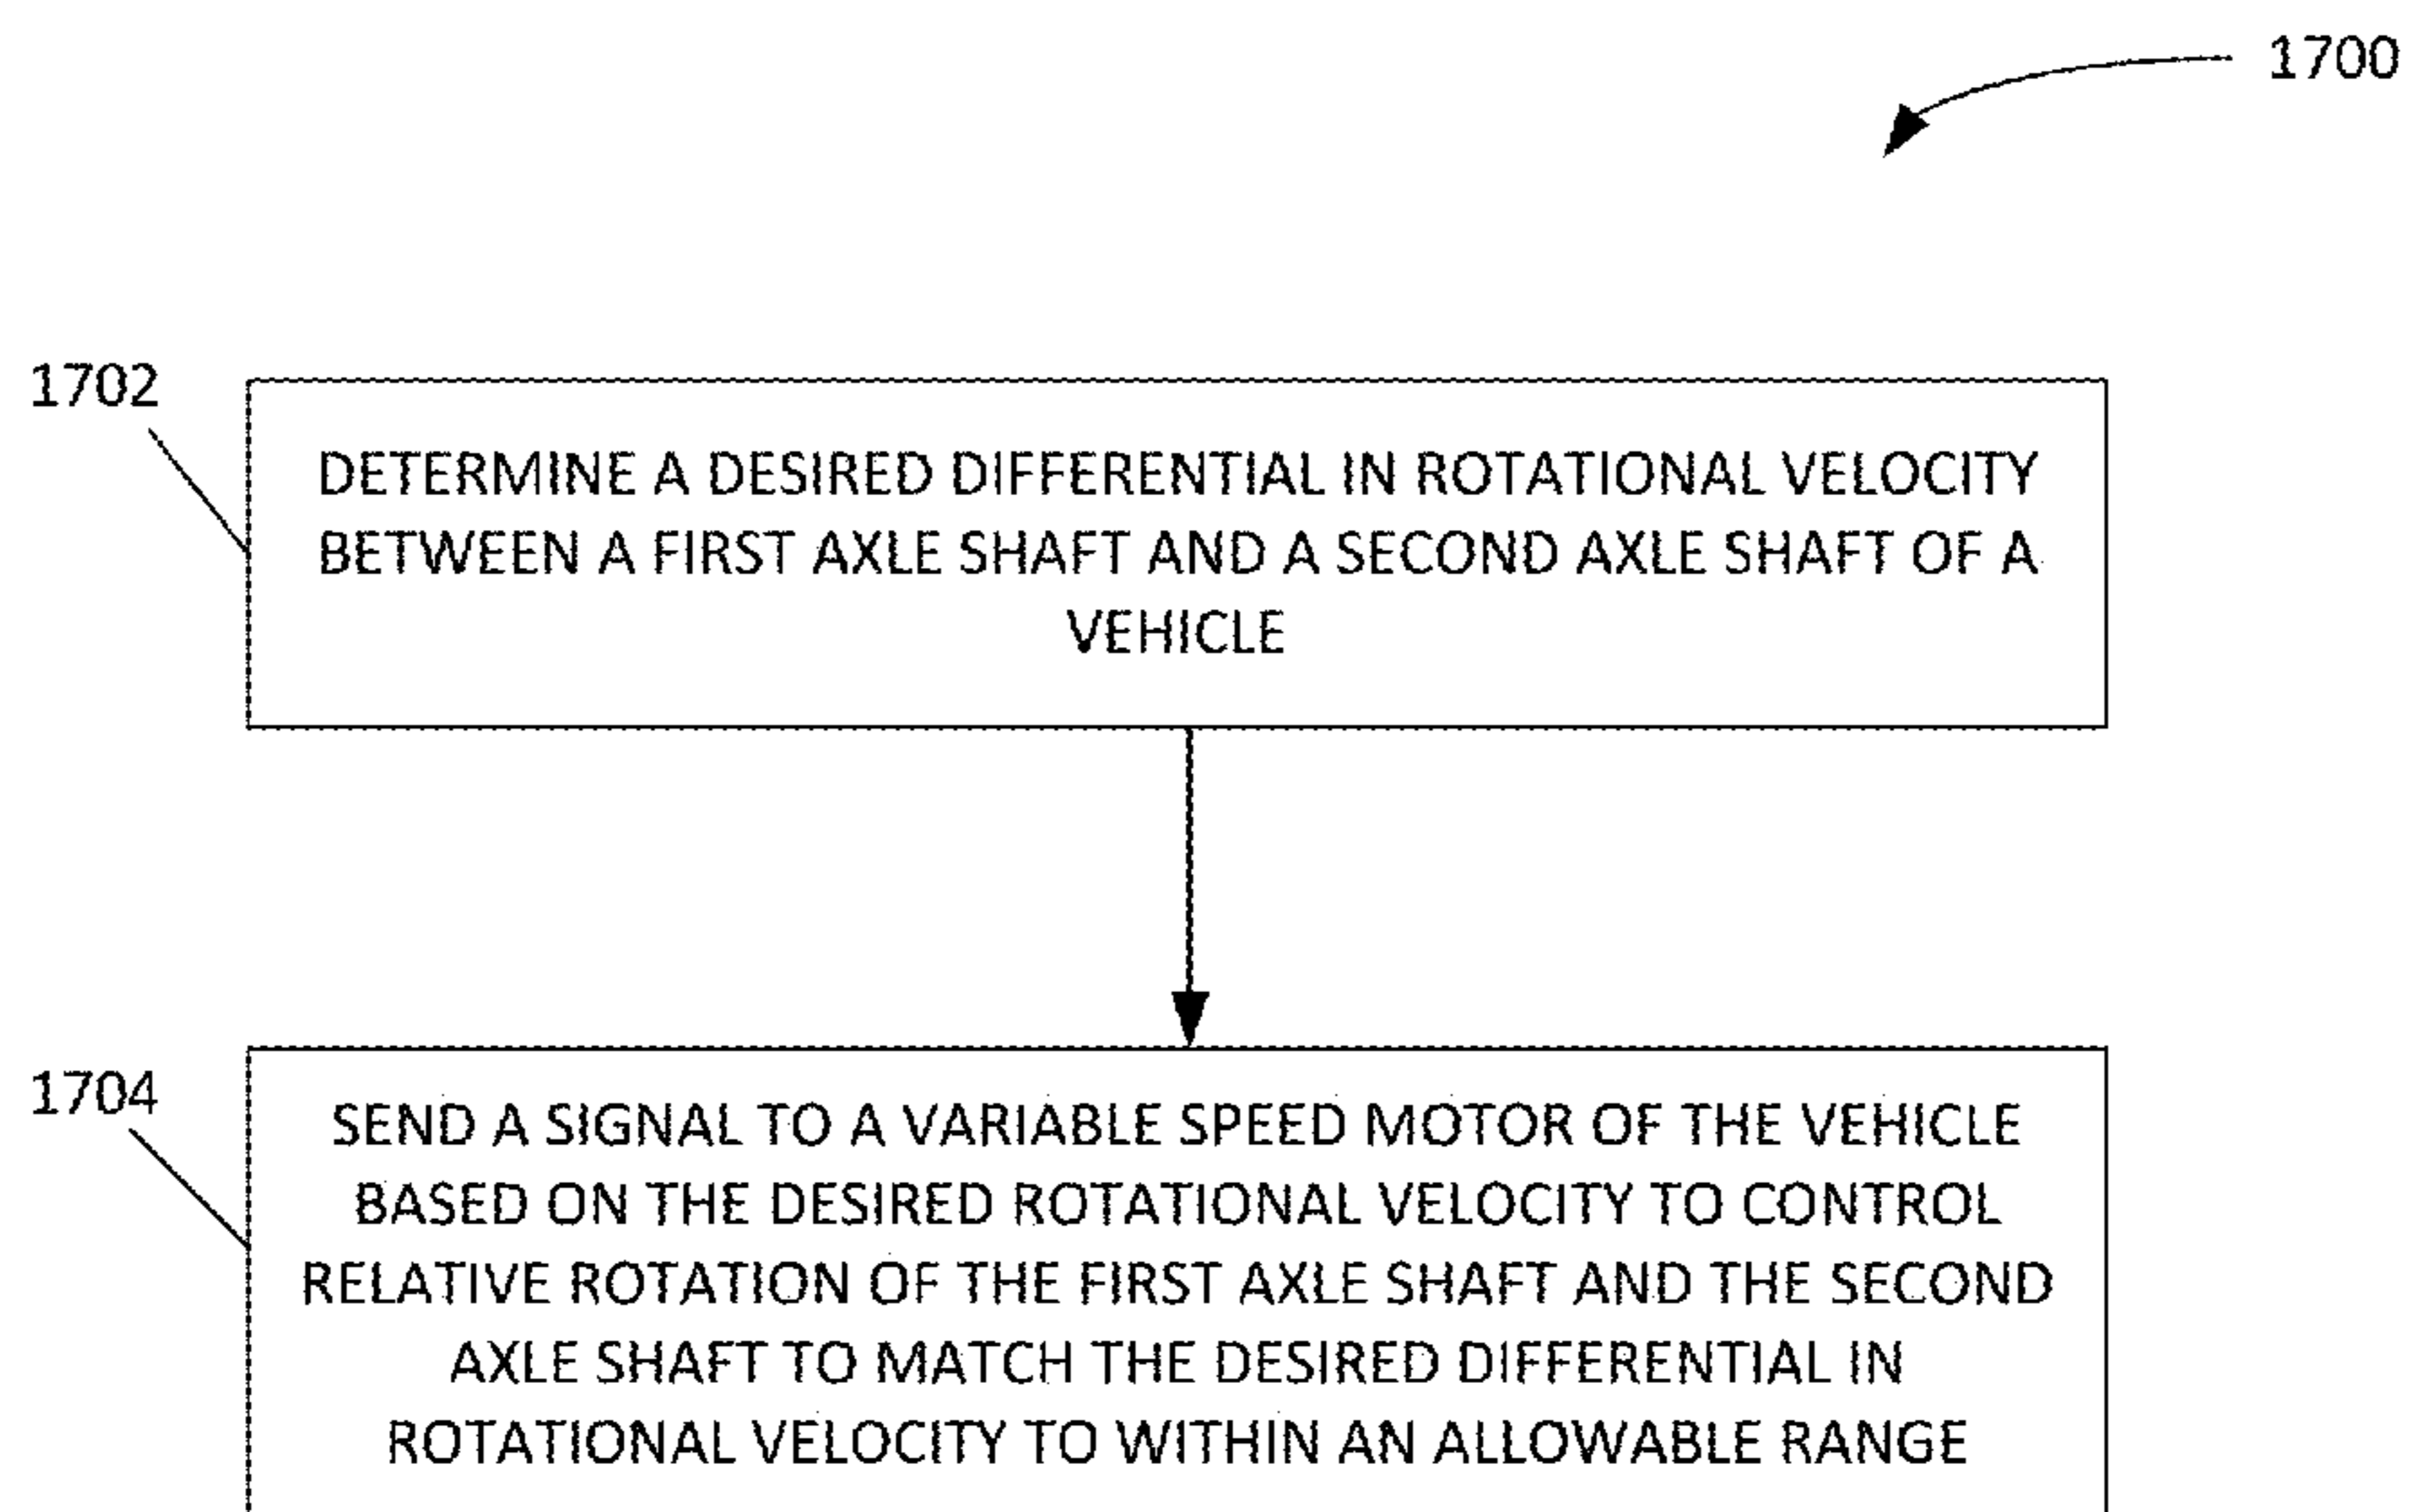 1700
1702
DETERMINE A DESIRED DIFFERENTIAL IN ROTATIONAL VELOCITY
BETWEEN A FIRST AXLE SHAFT AND A SECOND AXLE SHAFT OF A
VEHICLE
1704
SEND A SIGNAL TO A VARIABLE SPEED MOTOR OF THE VEHICLE
BASED ON THE DESIRED ROTATIONAL VELOCITY TO CONTROL
RELATIVE ROTATION OF THE FIRST AXLE SHAFT AND THE SECOND
AXLE SHAFT TO MATCH THE DESIRED DIFFERENTIAL IN
ROTATIONAL VELOCITY TO WITHIN AN ALLOWABLE RANGE